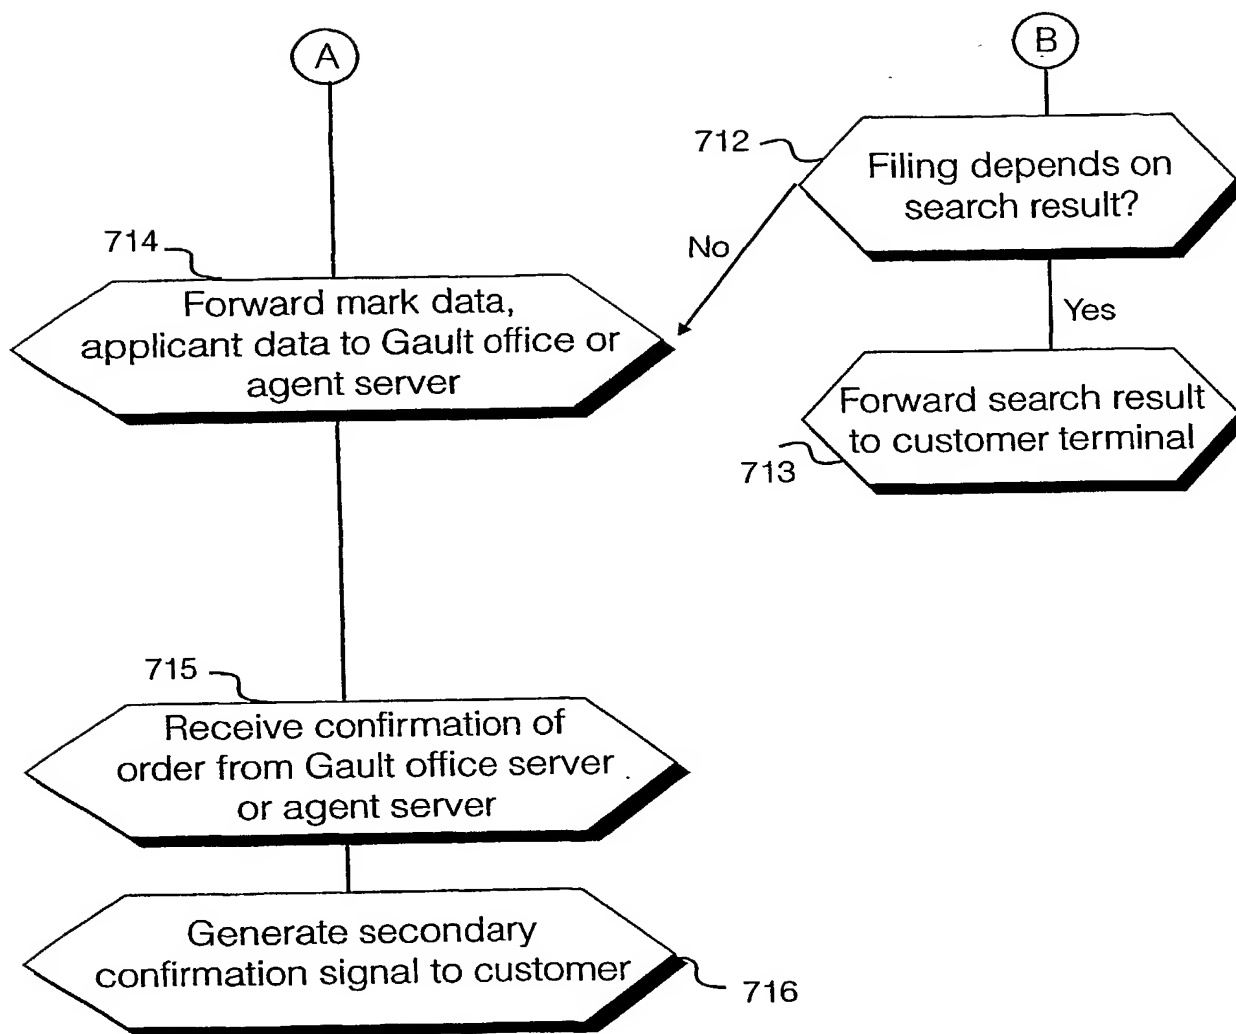 A
B
712
Filing depends on
search result?
No
Yes
714
Forward mark data,
applicant data to Gault office or
agent server
Forward search result
to customer terminal
713
715
Receive confirmation of
order from Gault office server
or agent server
Generate secondary
confirmation signal to customer
716